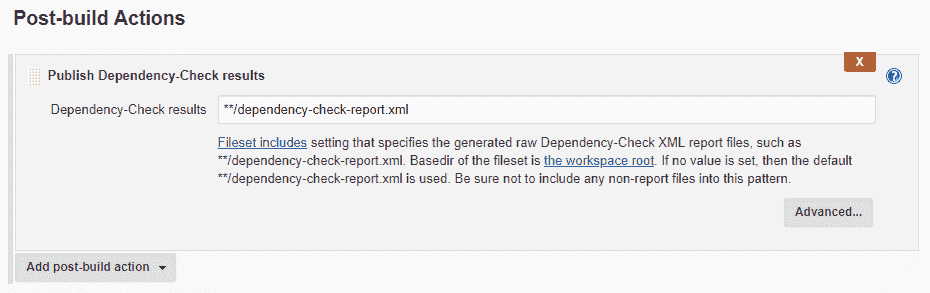 Post-build Actions
X
Publish Dependency-Check results
?
Dependency-Check results **/dependency-check-report.xml
Fileset includes setting that specifies the generated raw Dependency-Check XML report files, such as
**/dependency-check-report.xml. Basedir of the fileset is the workspace root. If no value is set, then the default
**/dependency-check-report.xml is used. Be sure not to include any non-report files into this pattern.
Advanced...
Add post-build action